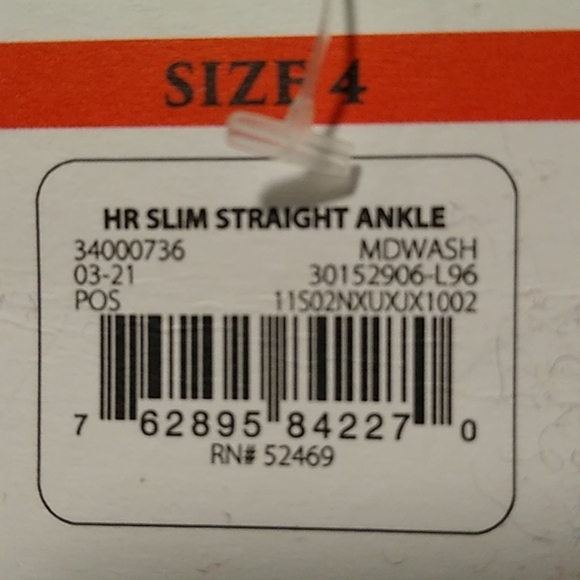 SIZE 4
HR SLIM STRAIGHT ANKLE
34000736 MDWASH
03-21 30152906-L96
POS 11S02NXUXJX1002
7 62895 84227 0
RN# 52469